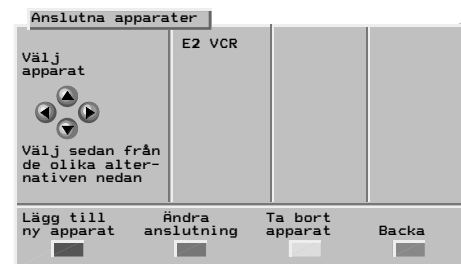 Anslutna apparater
E2 VCR
Välj
apparat
Välj sedan från
de olika alter-
nativen nedan
Lägg till
ny apparat
Ändra
anslutning
Ta bort
apparat
Backa